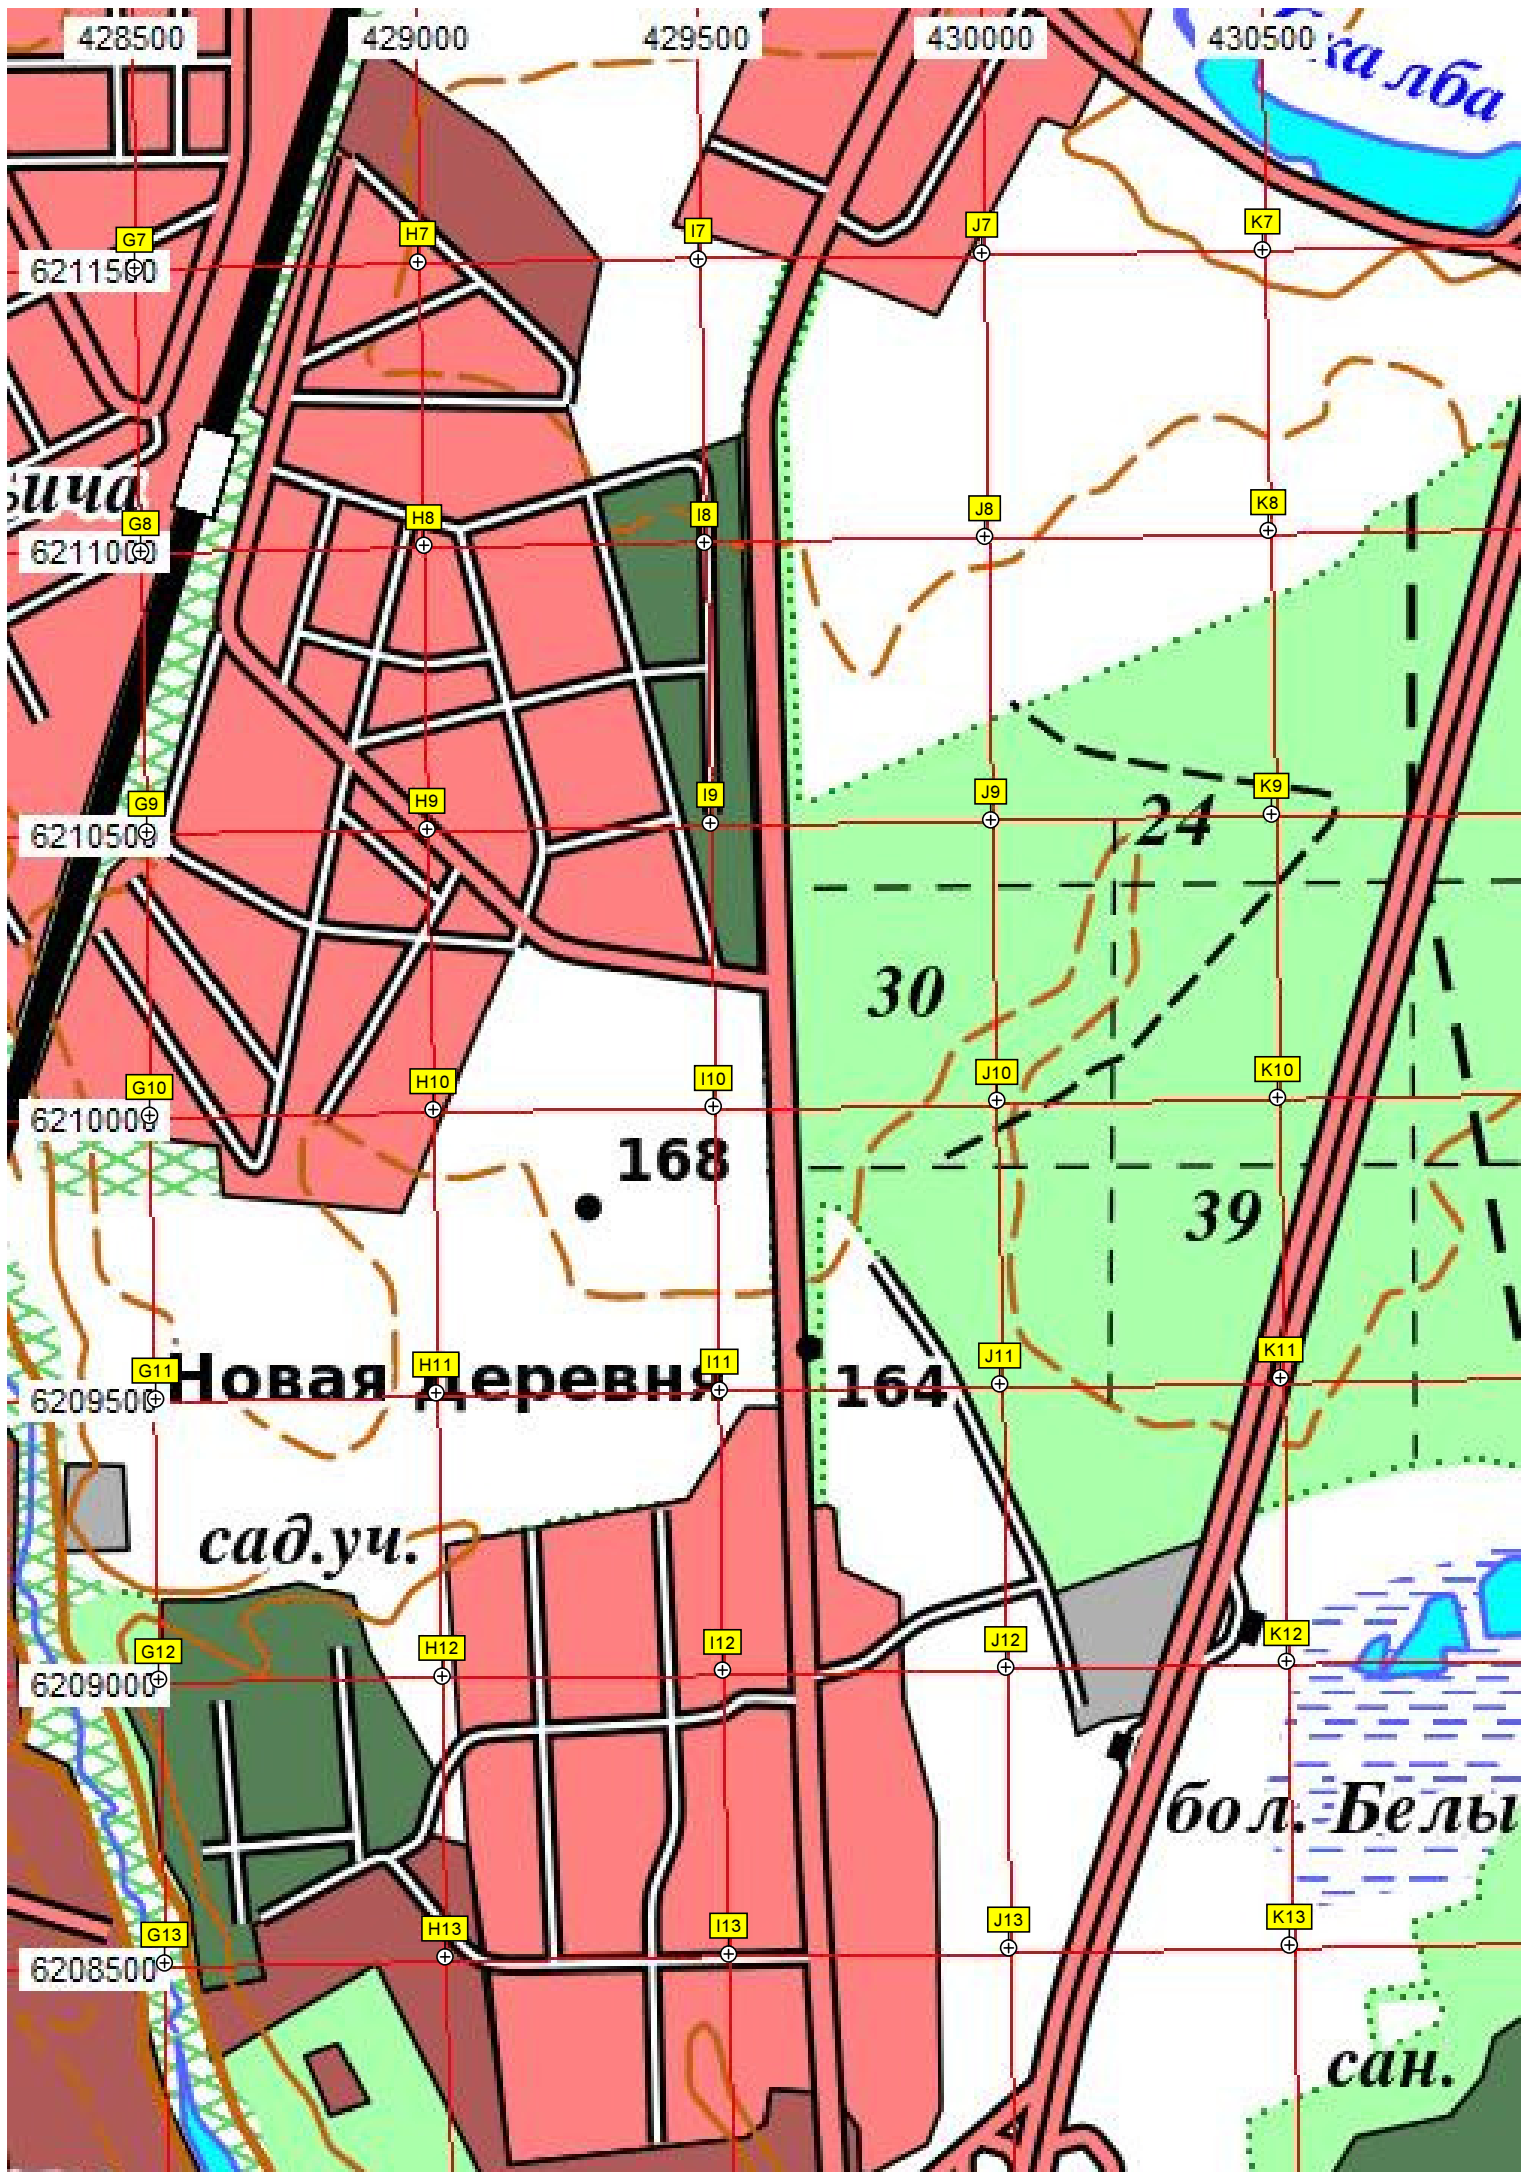 428500 429000 429500 430000 430500
калба
G7 H7 I7 J7 K7
6211500
ьича
G8 H8 I8 J8 K8
6211000
G9 H9 I9 J9 K9
24
6210500
30
G10 H10 I10 J10 K10
6210000
168
39
G11 H11 I11 J11 K11
Новая деревня
164
6209500
сад.уч.
G12 H12 I12 J12 K12
6209000
бол. Белы
G13 H13 I13 J13 K13
6208500
сан.